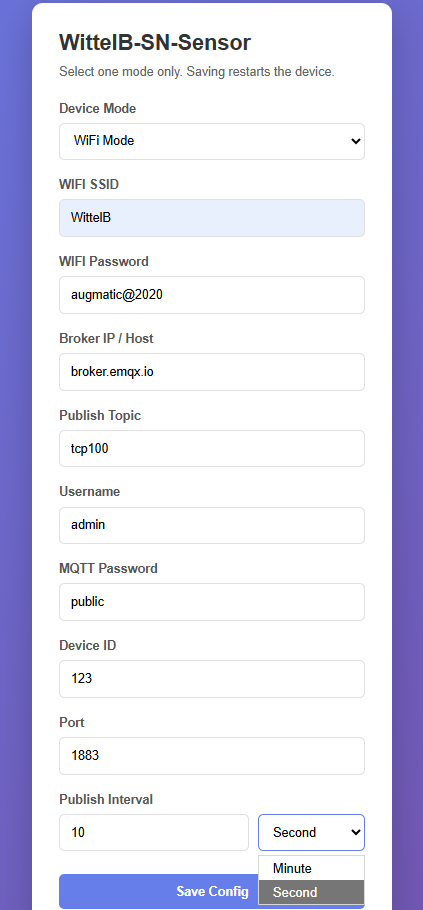 WittelB-SN-Sensor
Select one mode only. Saving restarts the device.
Device Mode
WiFi Mode
WIFI SSID
WittelB
WIFI Password
augmatic@2020
Broker IP / Host
broker.emqx.io
Publish Topic
tcp100
Username
admin
MQTT Password
public
Device ID
123
Port
1883
Publish Interval
10 Second
Minute
Second
Save Config